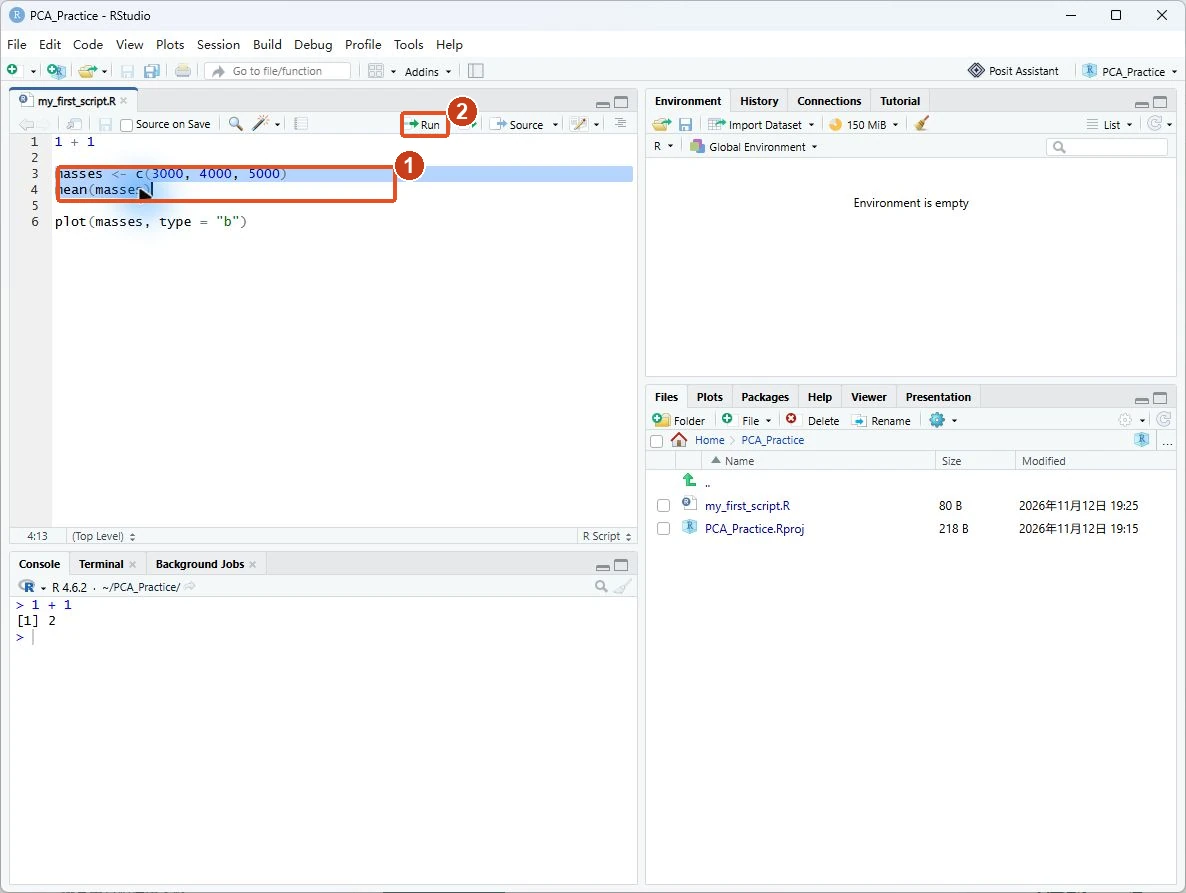 PCA_Practice - RStudio
File Edit Code View Plots Session Build Debug Profile Tools Help
Go to file/function Addins Posit Assistant PCA_Practice
my_first_script.R
Source on Save Run Source
2
1
1 1 + 1
2
3 masses <- c(3000, 4000, 5000)
4 mean(masses)
5
6 plot(masses, type = "b")
4:13 (Top Level) R Script
Console Terminal Background Jobs
R 4.6.2 · ~/PCA_Practice/
> 1 + 1
[1] 2
>
Environment History Connections Tutorial
Import Dataset 150 MiB List
R Global Environment
Environment is empty
Files Plots Packages Help Viewer Presentation
Folder File Delete Rename
Home PCA_Practice R ...
Name Size Modified
..
my_first_script.R 80 B 2026年11月12日 19:25
PCA_Practice.Rproj 218 B 2026年11月12日 19:15